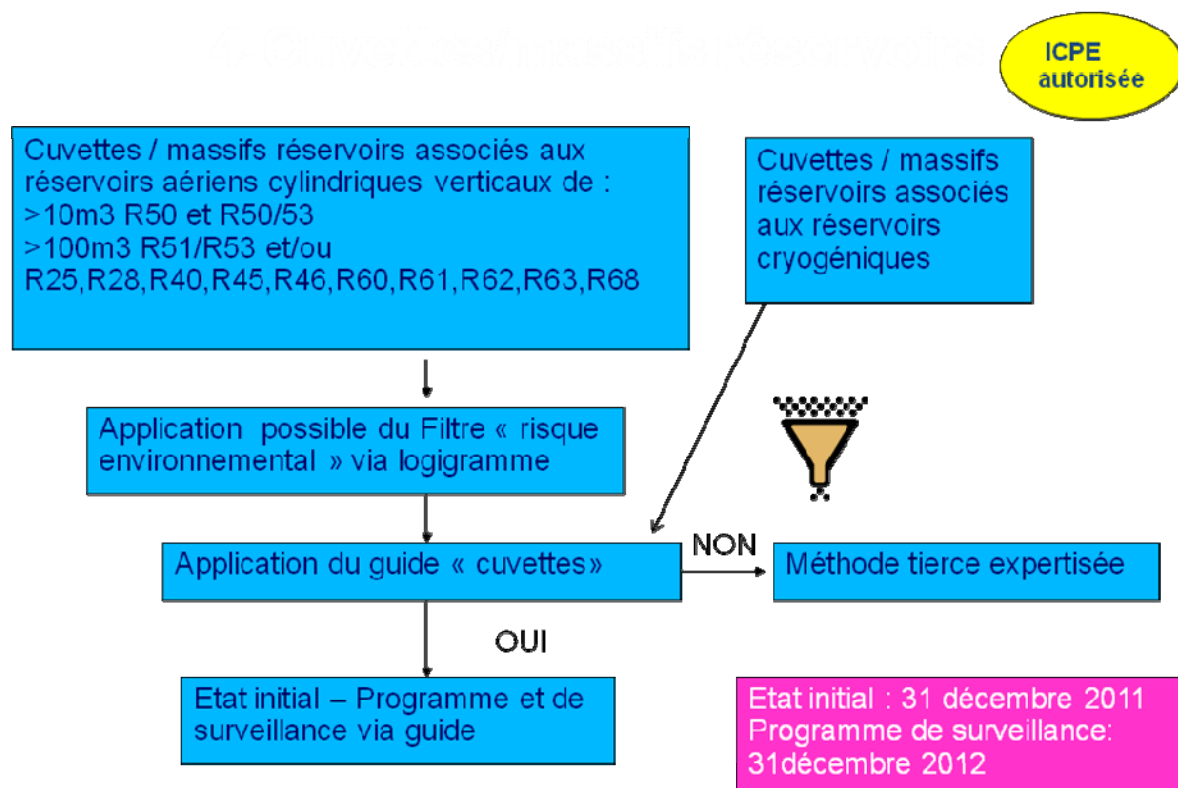 ICPE
autorisée
Cuvettes / massifs réservoirs associés aux
réservoirs aériens cylindriques verticaux de :
>10m3 R50 et R50/53
>100m3 R51/R53 et/ou
R25,R28,R40,R45,R46,R60,R61,R62,R63,R68
Cuvettes / massifs
réservoirs associés
aux réservoirs
cryogéniques
Application possible du Filtre « risque
environnemental » via logigramme
Application du guide « cuvettes»
NON
Méthode tierce expertisée
OUI
Etat initial – Programme et de
surveillance via guide
Etat initial : 31 décembre 2011
Programme de surveillance:
31décembre 2012